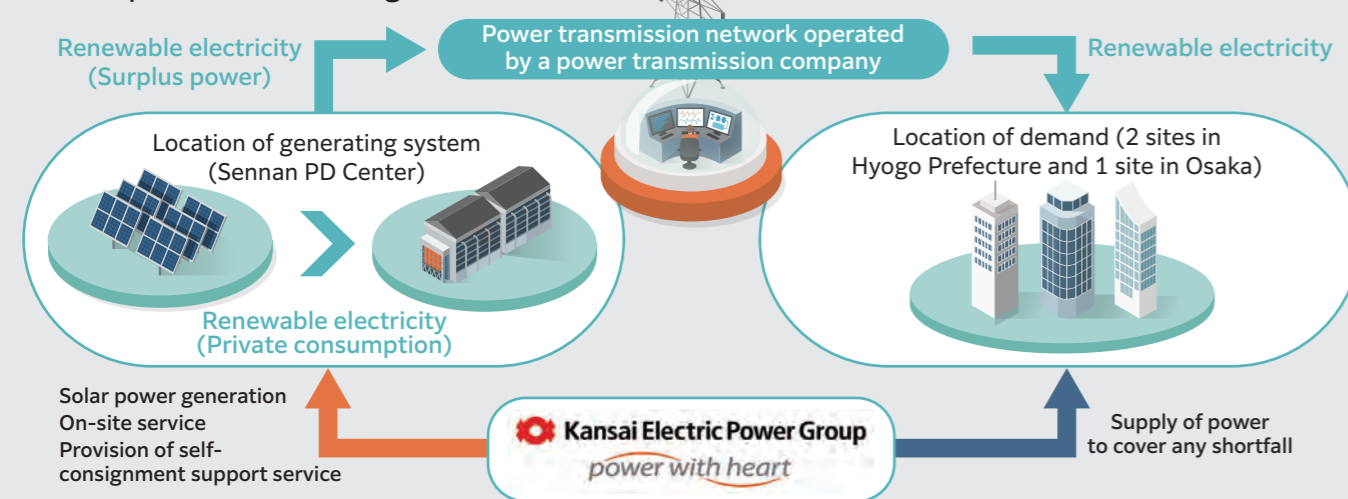 Renewable electricity
(Surplus power)
Power transmission network operated
by a power transmission company
Renewable electricity
Location of generating system
(Sennan PD Center)
Location of demand (2 sites in
Hyogo Prefecture and 1 site in Osaka)
Renewable electricity
(Private consumption)
Solar power generation
On-site service
Provision of self-
consignment support service
Kansai Electric Power Group
power with heart
Supply of power
to cover any shortfall